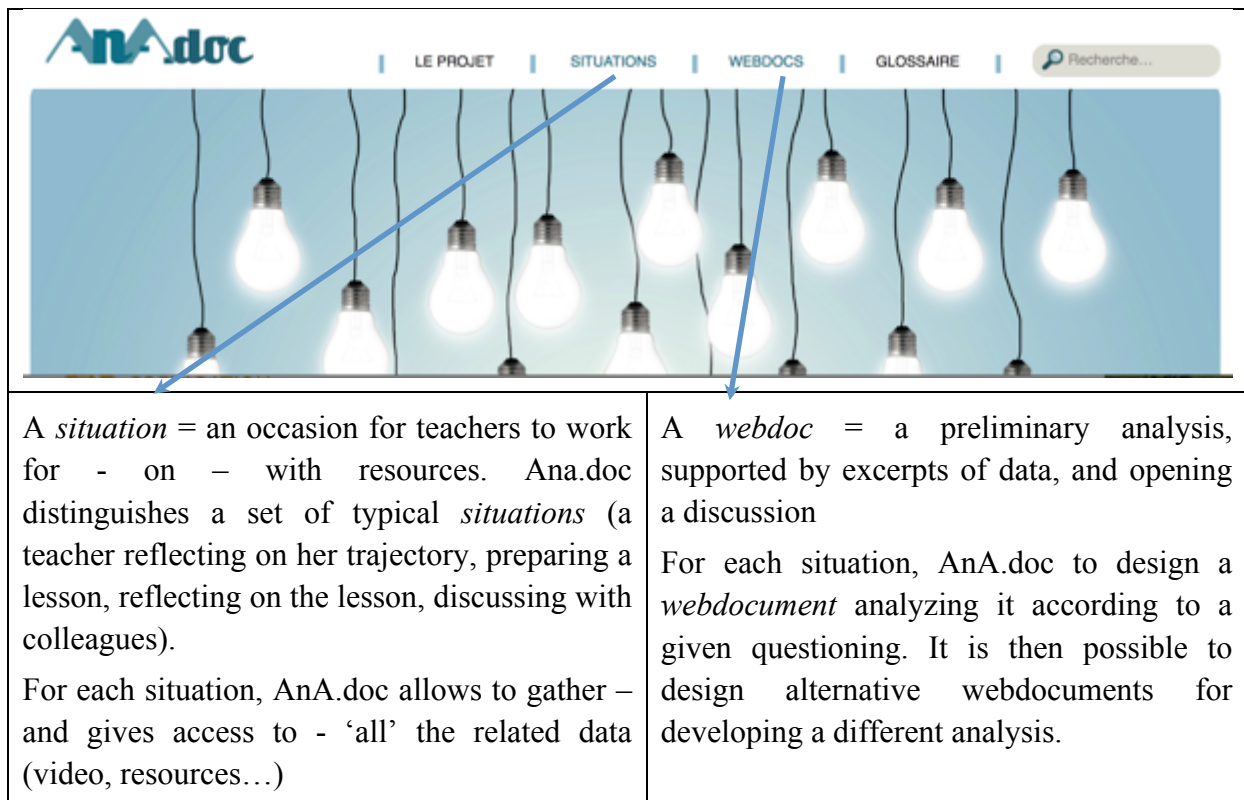 AnAdoc
LE PROJET
SITUATIONS
WEBDOCS
GLOSSAIRE
Recherche...
A situation = an occasion for teachers to work
for - on – with resources. Ana.doc
distinguishes a set of typical situations (a
teacher reflecting on her trajectory, preparing a
lesson, reflecting on the lesson, discussing with
colleagues).
For each situation, AnA.doc allows to gather –
and gives access to - ‘all’ the related data
(video, resources…)
A webdoc = a preliminary analysis,
supported by excerpts of data, and opening
a discussion
For each situation, AnA.doc to design a
webdocument analyzing it according to a
given questioning. It is then possible to
design alternative webdocuments for
developing a different analysis.